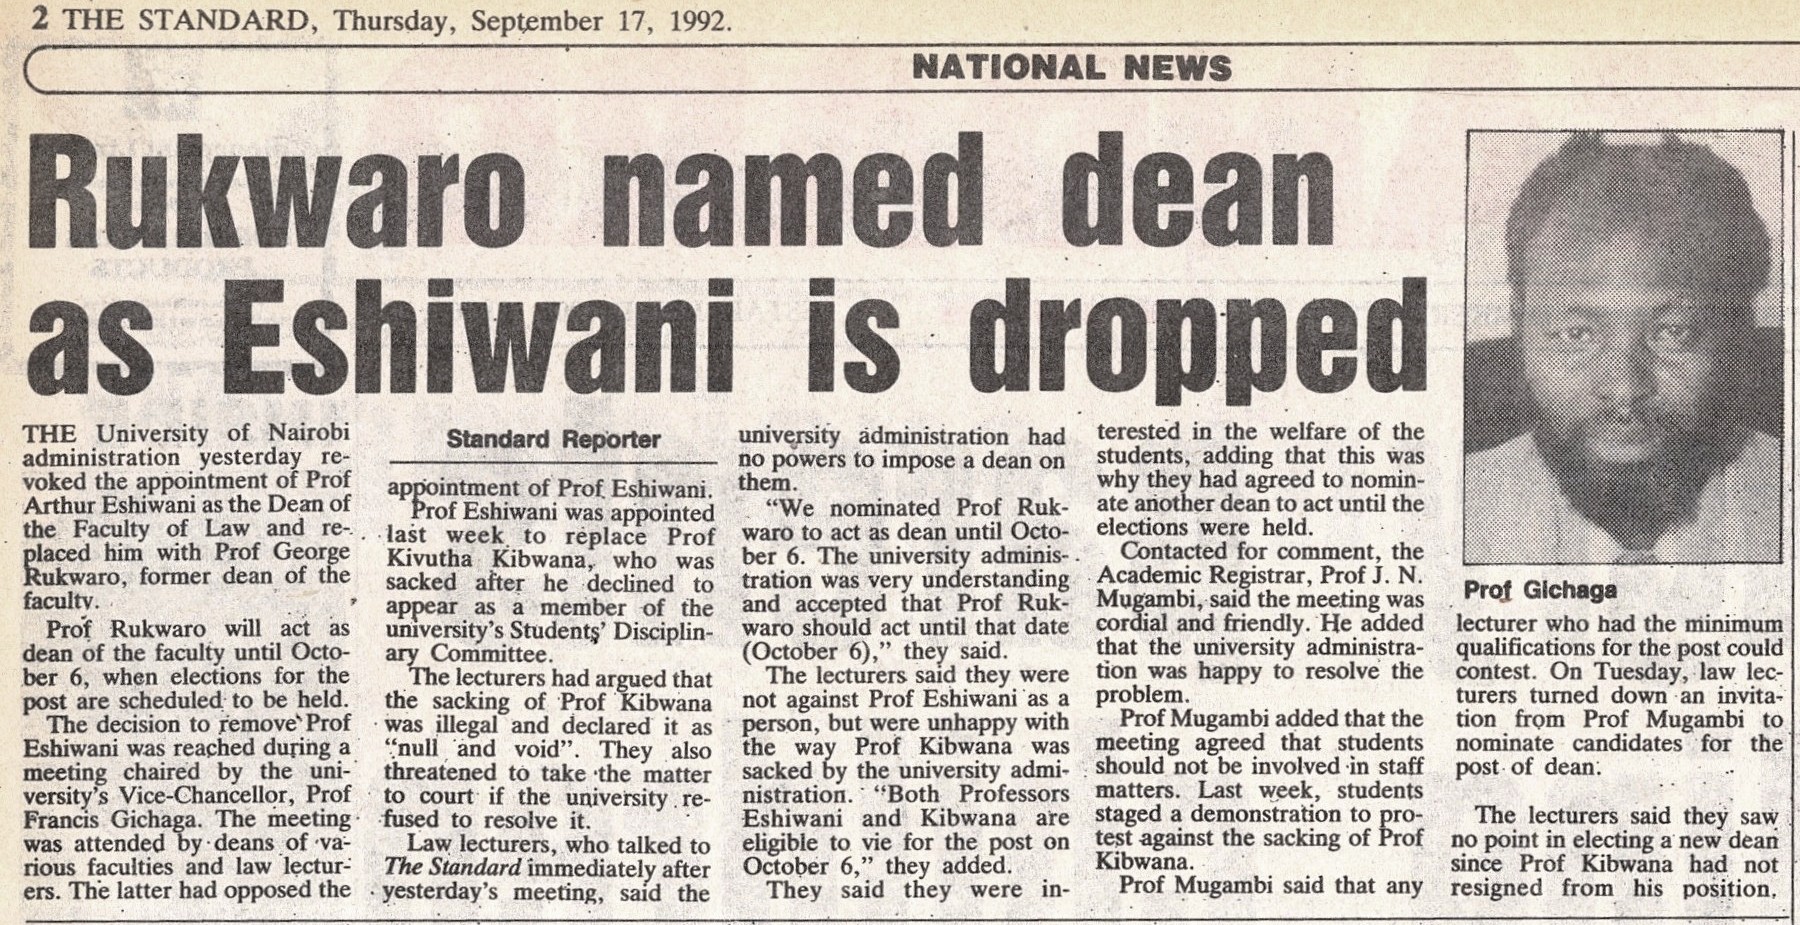 2 THE STANDARD, Thursday, September 17, 1992.
NATIONAL NEWS
Rukwaro named dean
as Eshiwani is dropped
THE University of Nairobi
administration yesterday re-
voked the appointment of Prof
Arthur Eshiwani as the Dean of
the Faculty of Law and re-
placed him with Prof George
Rukwaro, former dean of the
faculty.
Prof Rukwaro will act as
dean of the faculty until Octo-
ber 6, when elections for the
post are scheduled to be held.
The decision to remove Prof
Eshiwani was reached during a
meeting chaired by the uni-
versity's Vice-Chancellor, Prof
Francis Gichaga. The meeting
was attended by deans of va-
rious faculties and law lectur-
ers. The latter had opposed the
Standard Reporter
appointment of Prof Eshiwani.
Prof Eshiwani was appointed
last week to replace Prof
Kivutha Kibwana, who was
sacked after he declined to
appear as a member of the
university's Students' Disciplin-
ary Committee.
The lecturers had argued that
the sacking of Prof Kibwana
was illegal and declared it as
"null and void". They also
threatened to take the matter
to court if the university re-
fused to resolve it.
Law lecturers, who talked to
The Standard immediately after
yesterday's meeting, said the
university administration had
no powers to impose a dean on
them.
"We nominated Prof Ruk-
waro to act as dean until Octo-
ber 6. The university adminis-
tration was very understanding
and accepted that Prof Ruk-
waro should act until that date
(October 6)," they said.
The lecturers said they were
not against Prof Eshiwani as a
person, but were unhappy with
the way Prof Kibwana was
sacked by the university admi-
nistration. "Both Professors
Eshiwani and Kibwana are
eligible to vie for the post on
October 6," they added.
They said they were in-
terested in the welfare of the
students, adding that this was
why they had agreed to nomin-
ate another dean to act until the
elections were held.
Contacted for comment, the
Academic Registrar, Prof J. N.
Mugambi, said the meeting was
cordial and friendly. He added
that the university administra-
tion was happy to resolve the
problem.
Prof Mugambi added that the
meeting agreed that students
should not be involved in staff
matters. Last week, students
staged a demonstration to pro-
test against the sacking of Prof
Kibwana.
Prof Mugambi said that any
Prof Gichaga
lecturer who had the minimum
qualifications for the post could
contest. On Tuesday, law lec-
turers turned down an invita-
tion from Prof Mugambi to
nominate candidates for the
post of dean.
The lecturers said they saw
no point in electing a new dean
since Prof Kibwana had not
resigned from his position.